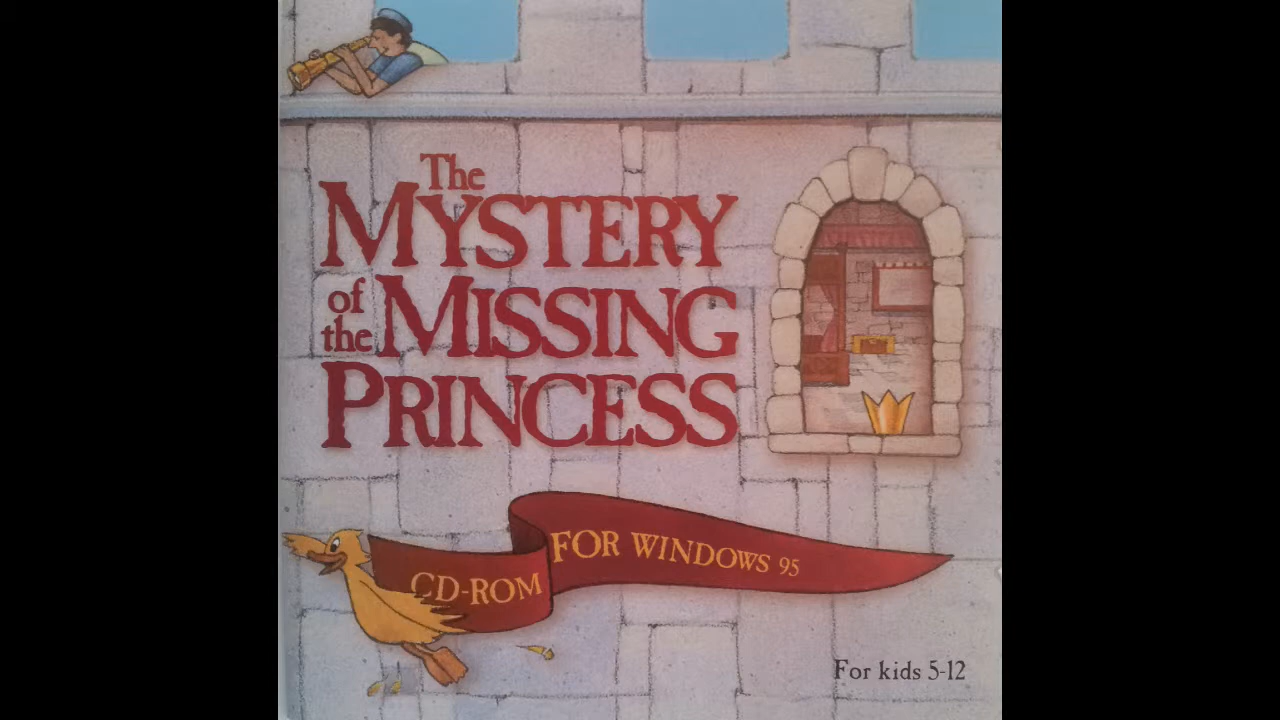 The
MYSTERY
of the MISSING
PRINCESS
CD-ROM FOR WINDOWS 95
For kids 5-12